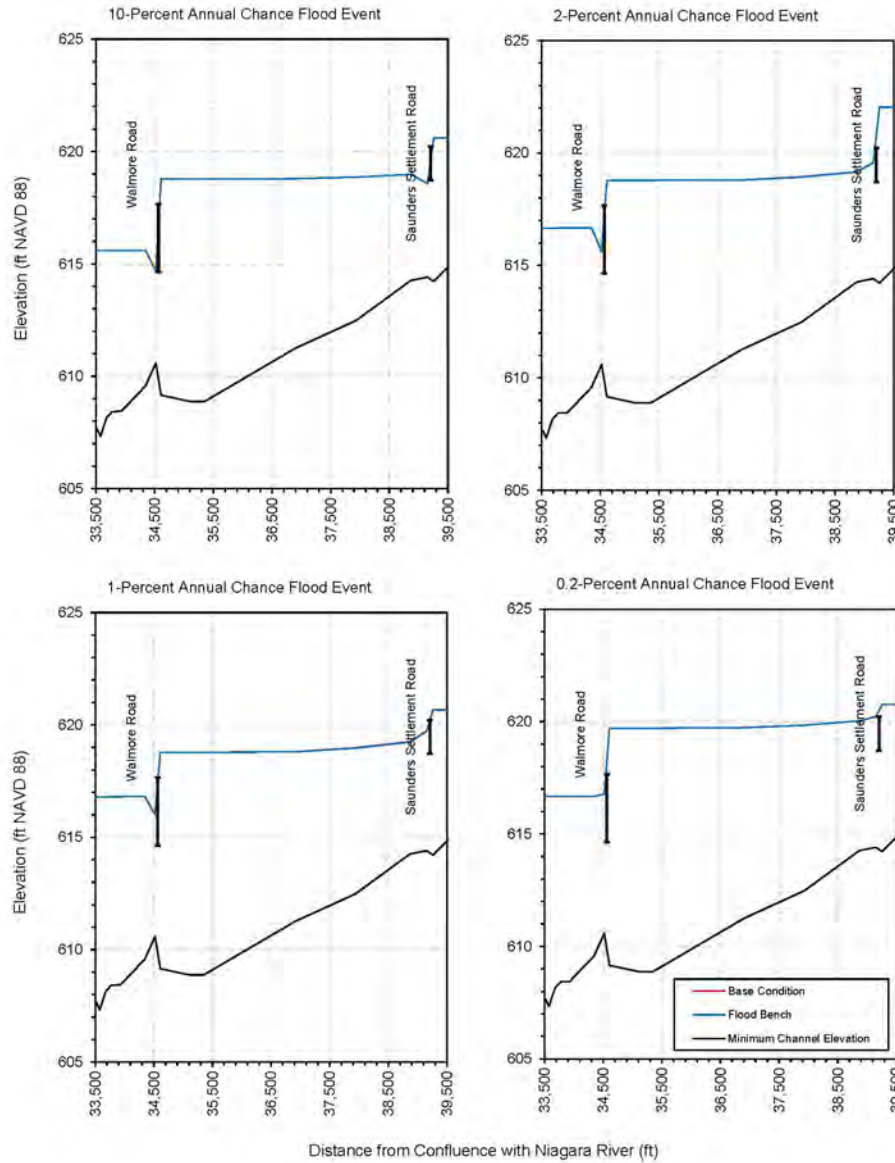 10-Percent Annual Chance Flood Event
2-Percent Annual Chance Flood Event
Elevation (ft NAVD 88)
625
620
615
610
605
Walmore Road
Saunders Settlement Road
33,500
34,500
35,500
36,500
37,500
38,500
39,500
625
620
615
610
605
Walmore Road
Saunders Settlement Road
33,500
34,500
35,500
36,500
37,500
38,500
39,500
1-Percent Annual Chance Flood Event
0.2-Percent Annual Chance Flood Event
Elevation (ft NAVD 88)
625
620
615
610
605
Walmore Road
Saunders Settlement Road
33,500
34,500
35,500
36,500
37,500
38,500
39,500
625
620
615
610
605
Walmore Road
Saunders Settlement Road
Base Condition
Flood Bench
Minimum Channel Elevation
33,500
34,500
35,500
36,500
37,500
38,500
39,500
Distance from Confluence with Niagara River (ft)